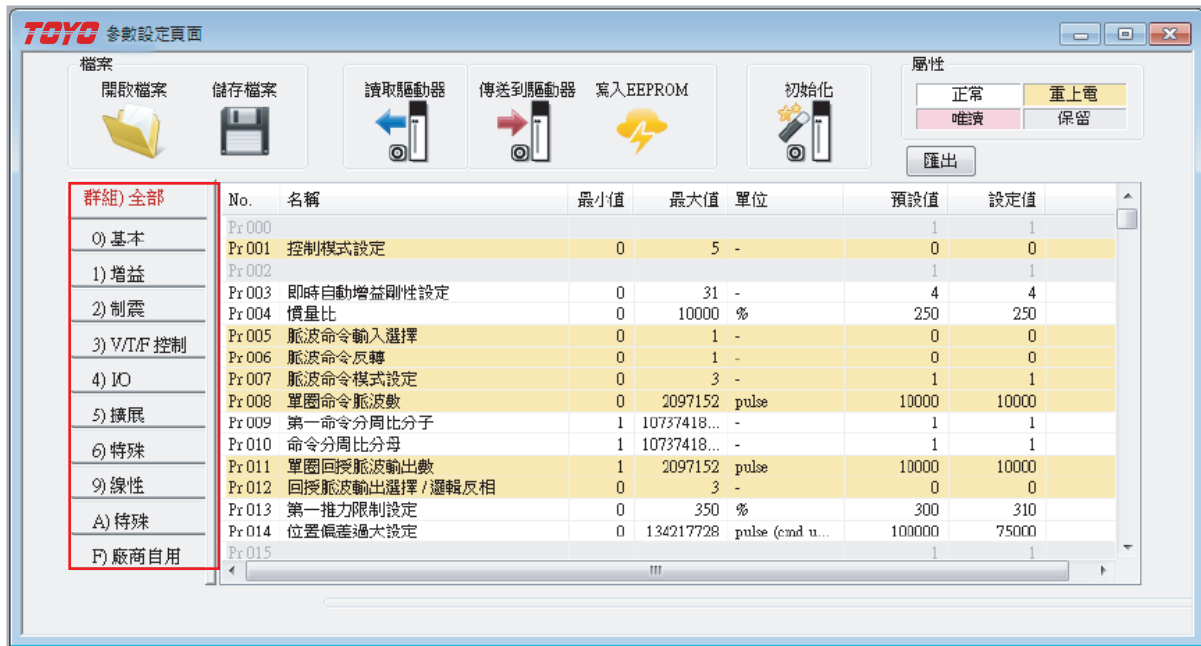 TOYO 參數設定頁面
檔案
開啟檔案 儲存檔案 讀取驅動器 傳送到驅動器 寫入EEPROM 初始化
屬性
正常 重上電
唯讀 保留
匯出
群組) 全部
0) 基本
1) 增益
2) 制震
3) V/T/F 控制
4) I/O
5) 擴展
6) 特殊
9) 線性
A) 特殊
F) 廠商自用
No. 名稱 最小值 最大值 單位 預設值 設定值
Pr 000 1 1
Pr 001 控制模式設定 0 5 - 0 0
Pr 002 1 1
Pr 003 即時自動增益剛性設定 0 31 - 4 4
Pr 004 慣量比 0 10000 % 250 250
Pr 005 脈波命令輸入選擇 0 1 - 0 0
Pr 006 脈波命令反轉 0 1 - 0 0
Pr 007 脈波命令模式設定 0 3 - 1 1
Pr 008 單圈命令脈波數 0 2097152 pulse 10000 10000
Pr 009 第一命令分周比分子 1 10737418... - 1 1
Pr 010 命令分周比分母 1 10737418... - 1 1
Pr 011 單圈回授脈波輸出數 1 2097152 pulse 10000 10000
Pr 012 回授脈波輸出選擇 / 邏輯反相 0 3 - 0 0
Pr 013 第一推力限制設定 0 350 % 300 310
Pr 014 位置偏差過大設定 0 134217728 pulse (cmd u... 100000 75000
Pr 015 1 1